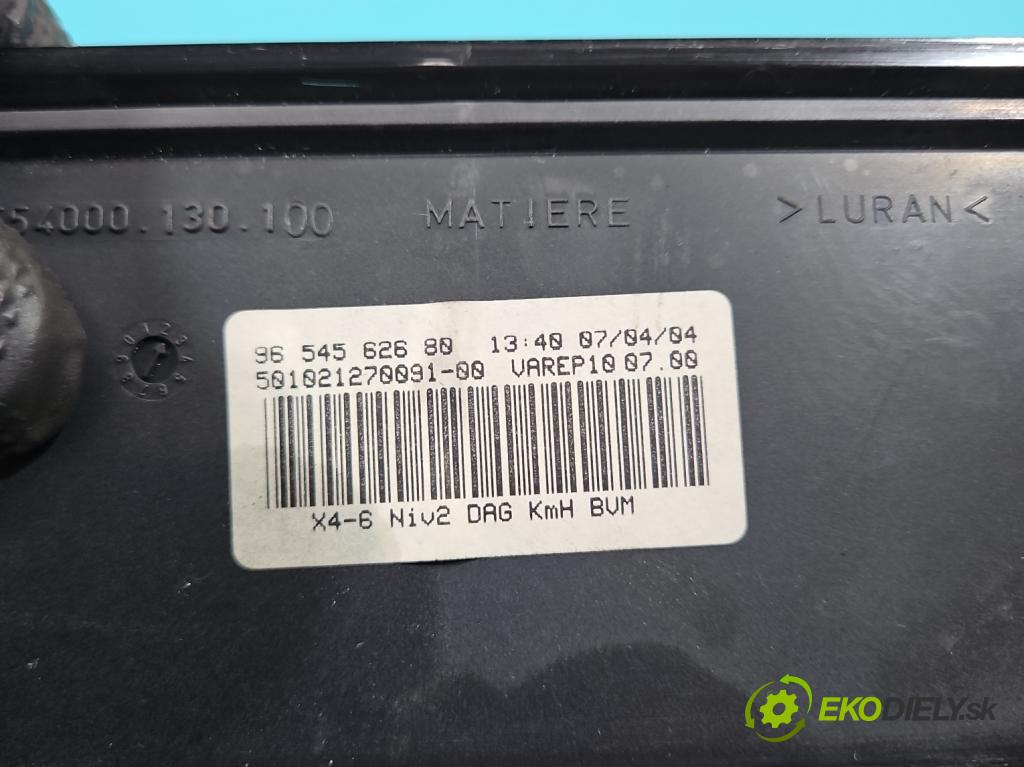 54000.130.100 MATIERE >LURAN<
96 545 626 80 13:40 07/04/04
501021270091-00 VAREP10 07.00
X4-6 Niv2 DAG KmH BVM
EKODIELY.sk